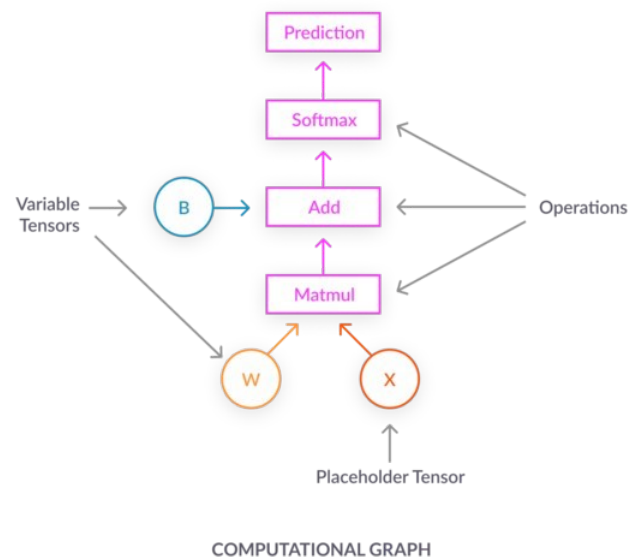 Prediction
Softmax
Variable
Tensors
B
Add
Operations
Matmul
W
X
Placeholder Tensor
COMPUTATIONAL GRAPH